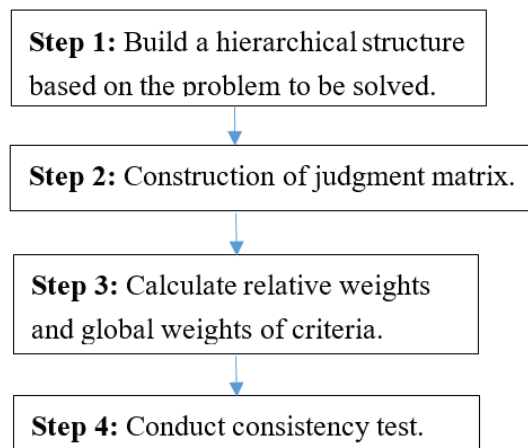 Step 1: Build a hierarchical structure
based on the problem to be solved.
Step 2: Construction of judgment matrix.
Step 3: Calculate relative weights
and global weights of criteria.
Step 4: Conduct consistency test.